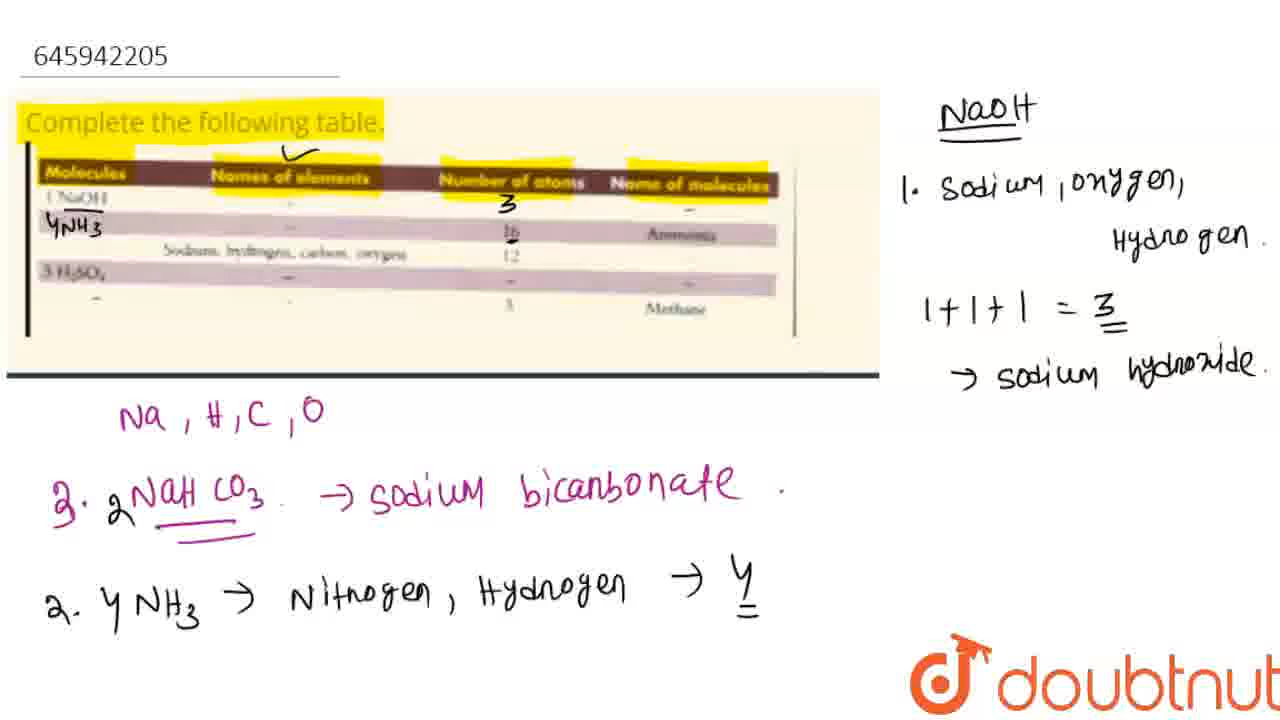 645942205
Complete the following table.
Molecules Names of elements Number of atoms Name of molecules
1 NaOH - 3 -
4NH3 - 16 Ammonia
Sodium, hydrogen, carbon, oxygen 12
3 H₂SO₄ - - -
- - 5 Methane
NaOH
1. Sodium, oxygen,
Hydrogen.
1+1+1 = 3
→ sodium hydroxide.
Na, H, C, O
3. 2NaHCO3 → sodium bicarbonate.
2. 4NH3 → Nitrogen, Hydrogen → 4
doubtnut